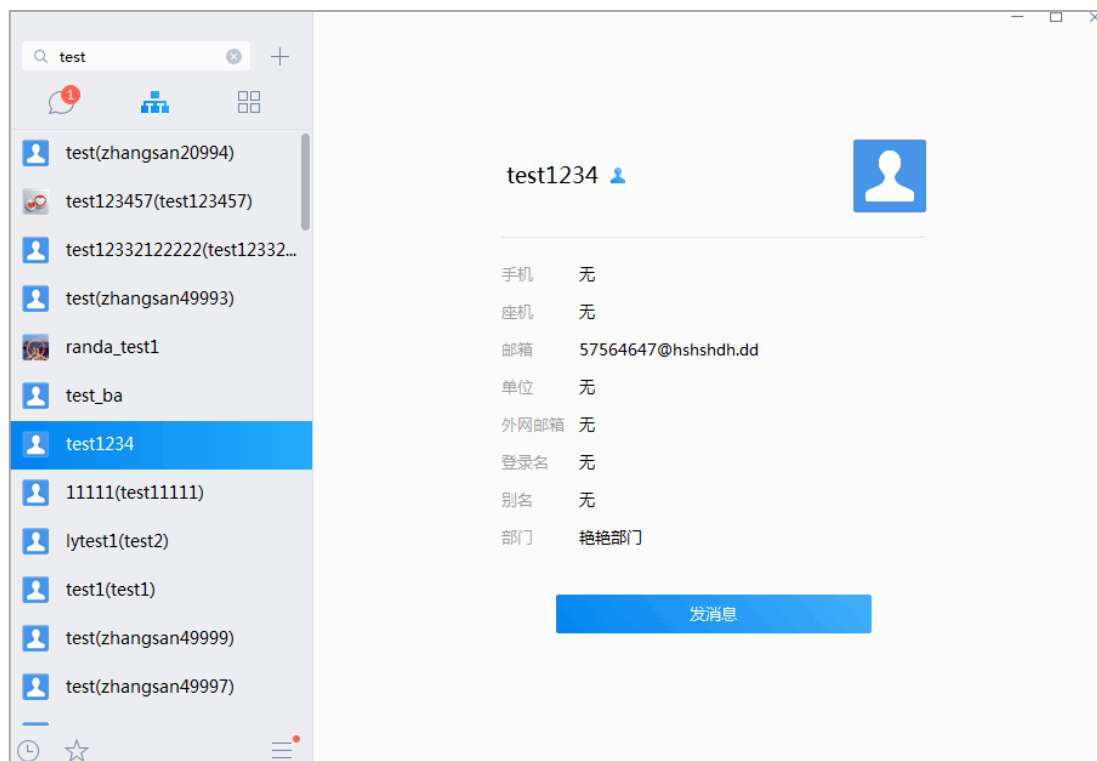 test
1
test(zhangsan20994)
test123457(test123457)
test12332122222(test12332...
test(zhangsan49993)
randa_test1
test_ba
test1234
11111(test11111)
lytest1(test2)
test1(test1)
test(zhangsan49999)
test(zhangsan49997)
test1234
手机 无
座机 无
邮箱 57564647@hshshdh.dd
单位 无
外网邮箱 无
登录名 无
别名 无
部门 艳艳部门
发消息